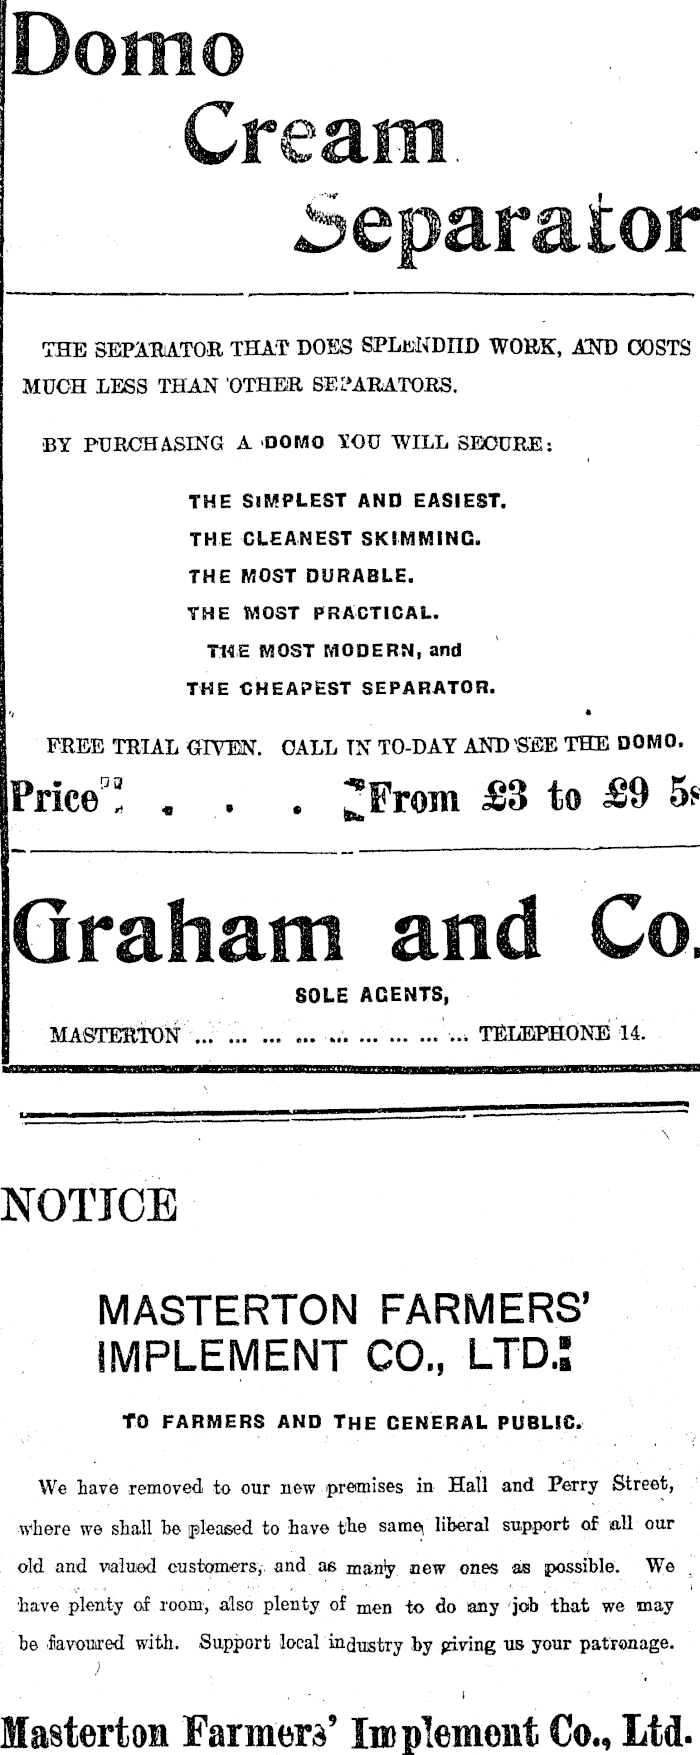 Domo
Cream
Separator
THE SEPARATOR THAT DOES SPLENDIID WORK, AND COSTS
MUCH LESS THAN OTHER SEPARATORS.
BY PURCHASING A DOMO YOU WILL SECURE:
THE SIMPLEST AND EASIEST.
THE CLEANEST SKIMMING.
THE MOST DURABLE.
THE MOST PRACTICAL.
THE MOST MODERN, and
THE CHEAPEST SEPARATOR.
FREE TRIAL GIVEN. CALL IN TO-DAY AND SEE THE DOMO.
Price . . . From £3 to £9 5s
Graham and Co.
SOLE AGENTS,
MASTERTON ... ... ... ... ... ... ... ... ... TELEPHONE 14.
NOTICE
MASTERTON FARMERS'
IMPLEMENT CO., LTD.
TO FARMERS AND THE GENERAL PUBLIC.
We have removed to our new premises in Hall and Perry Street,
where we shall be pleased to have the same liberal support of all our
old and valued customers, and as many new ones as possible. We
have plenty of room, also plenty of men to do any job that we may
be favoured with. Support local industry by giving us your patronage.
Masterton Farmers' Implement Co., Ltd.